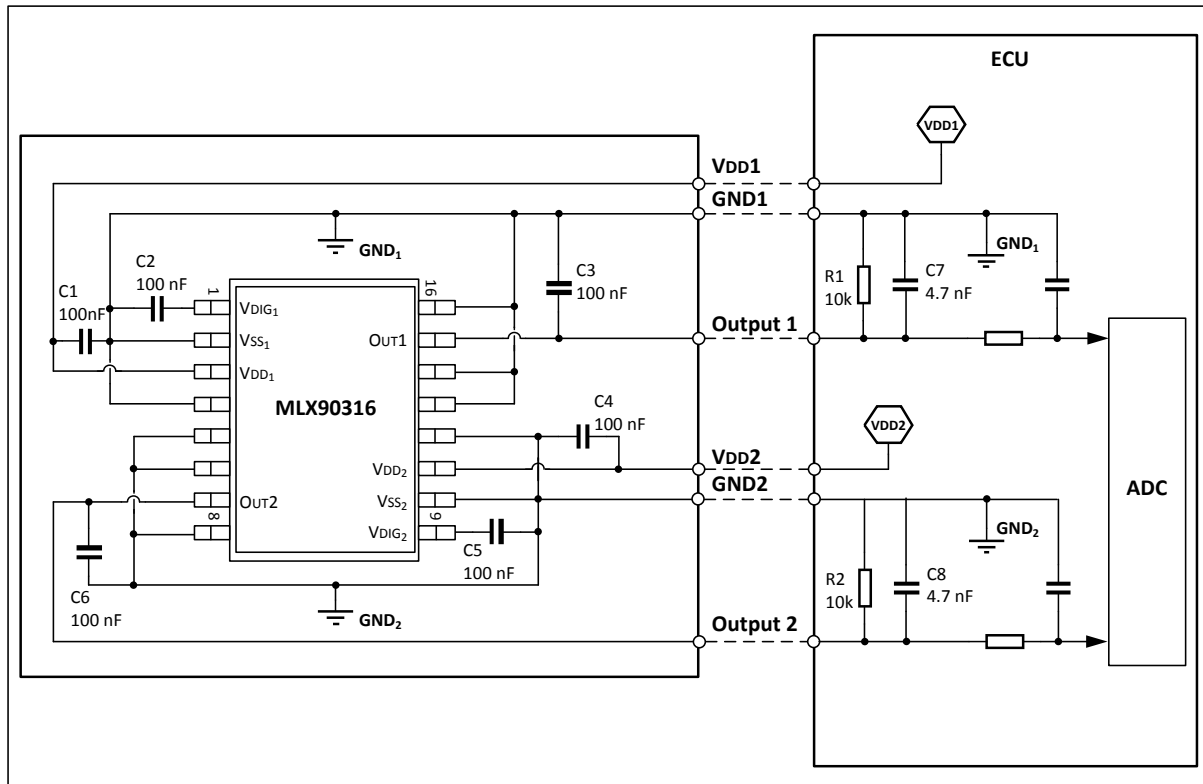 ECU
VDD1
VDD1
GND1
GND₁
C2
100 nF
C1
100nF
1
16
C3
100 nF
GND₁
R1
10k
C7
4.7 nF
VDIG₁
VSS₁
OUT1
VDD₁
Output 1
MLX90316
C4
100 nF
VDD2
VDD₂
VDD2
GND2
OUT2
VSS₂
ADC
8
9
VDIG₂
C5
100 nF
GND₂
C6
100 nF
GND₂
R2
10k
C8
4.7 nF
Output 2